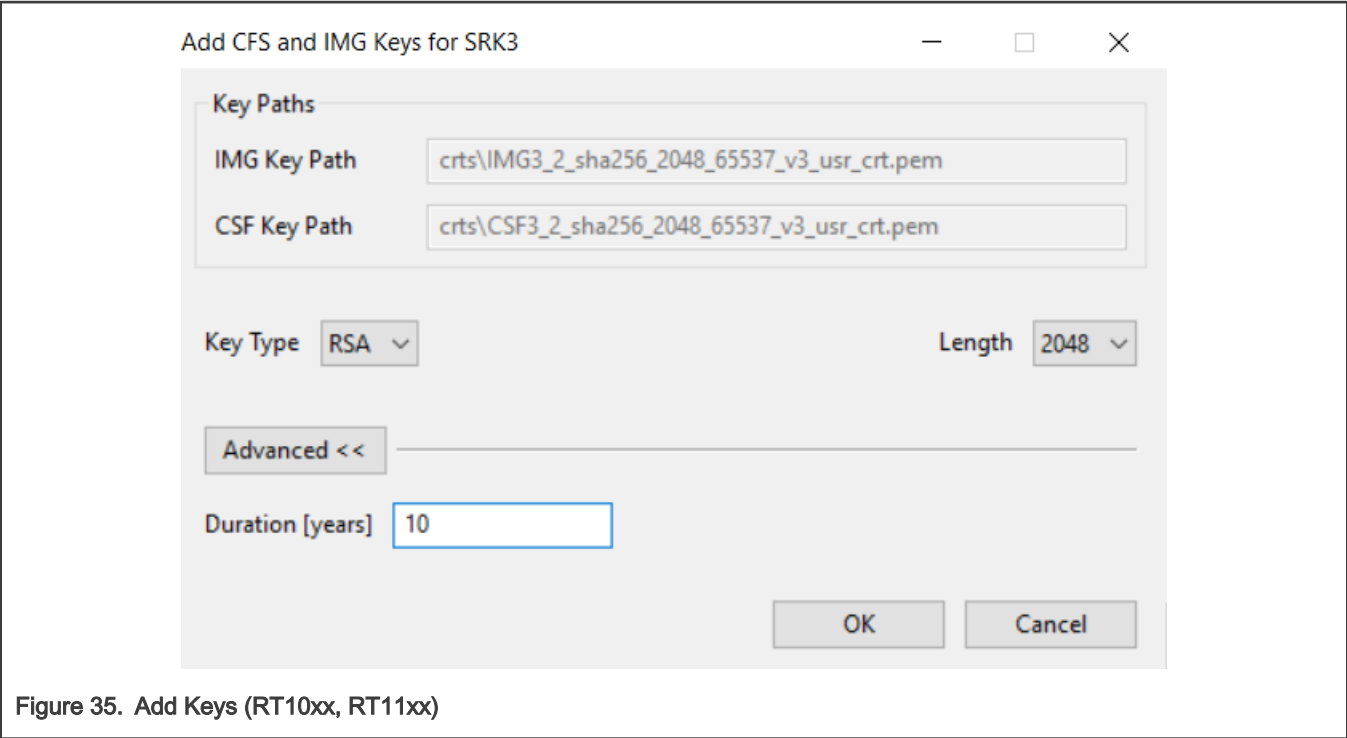 Add CFS and IMG Keys for SRK3
Key Paths
IMG Key Path crts\IMG3_2_sha256_2048_65537_v3_usr_crt.pem
CSF Key Path crts\CSF3_2_sha256_2048_65537_v3_usr_crt.pem
Key Type RSA Length 2048
Advanced <<
Duration [years] 10
OK Cancel
Figure 35. Add Keys (RT10xx, RT11xx)